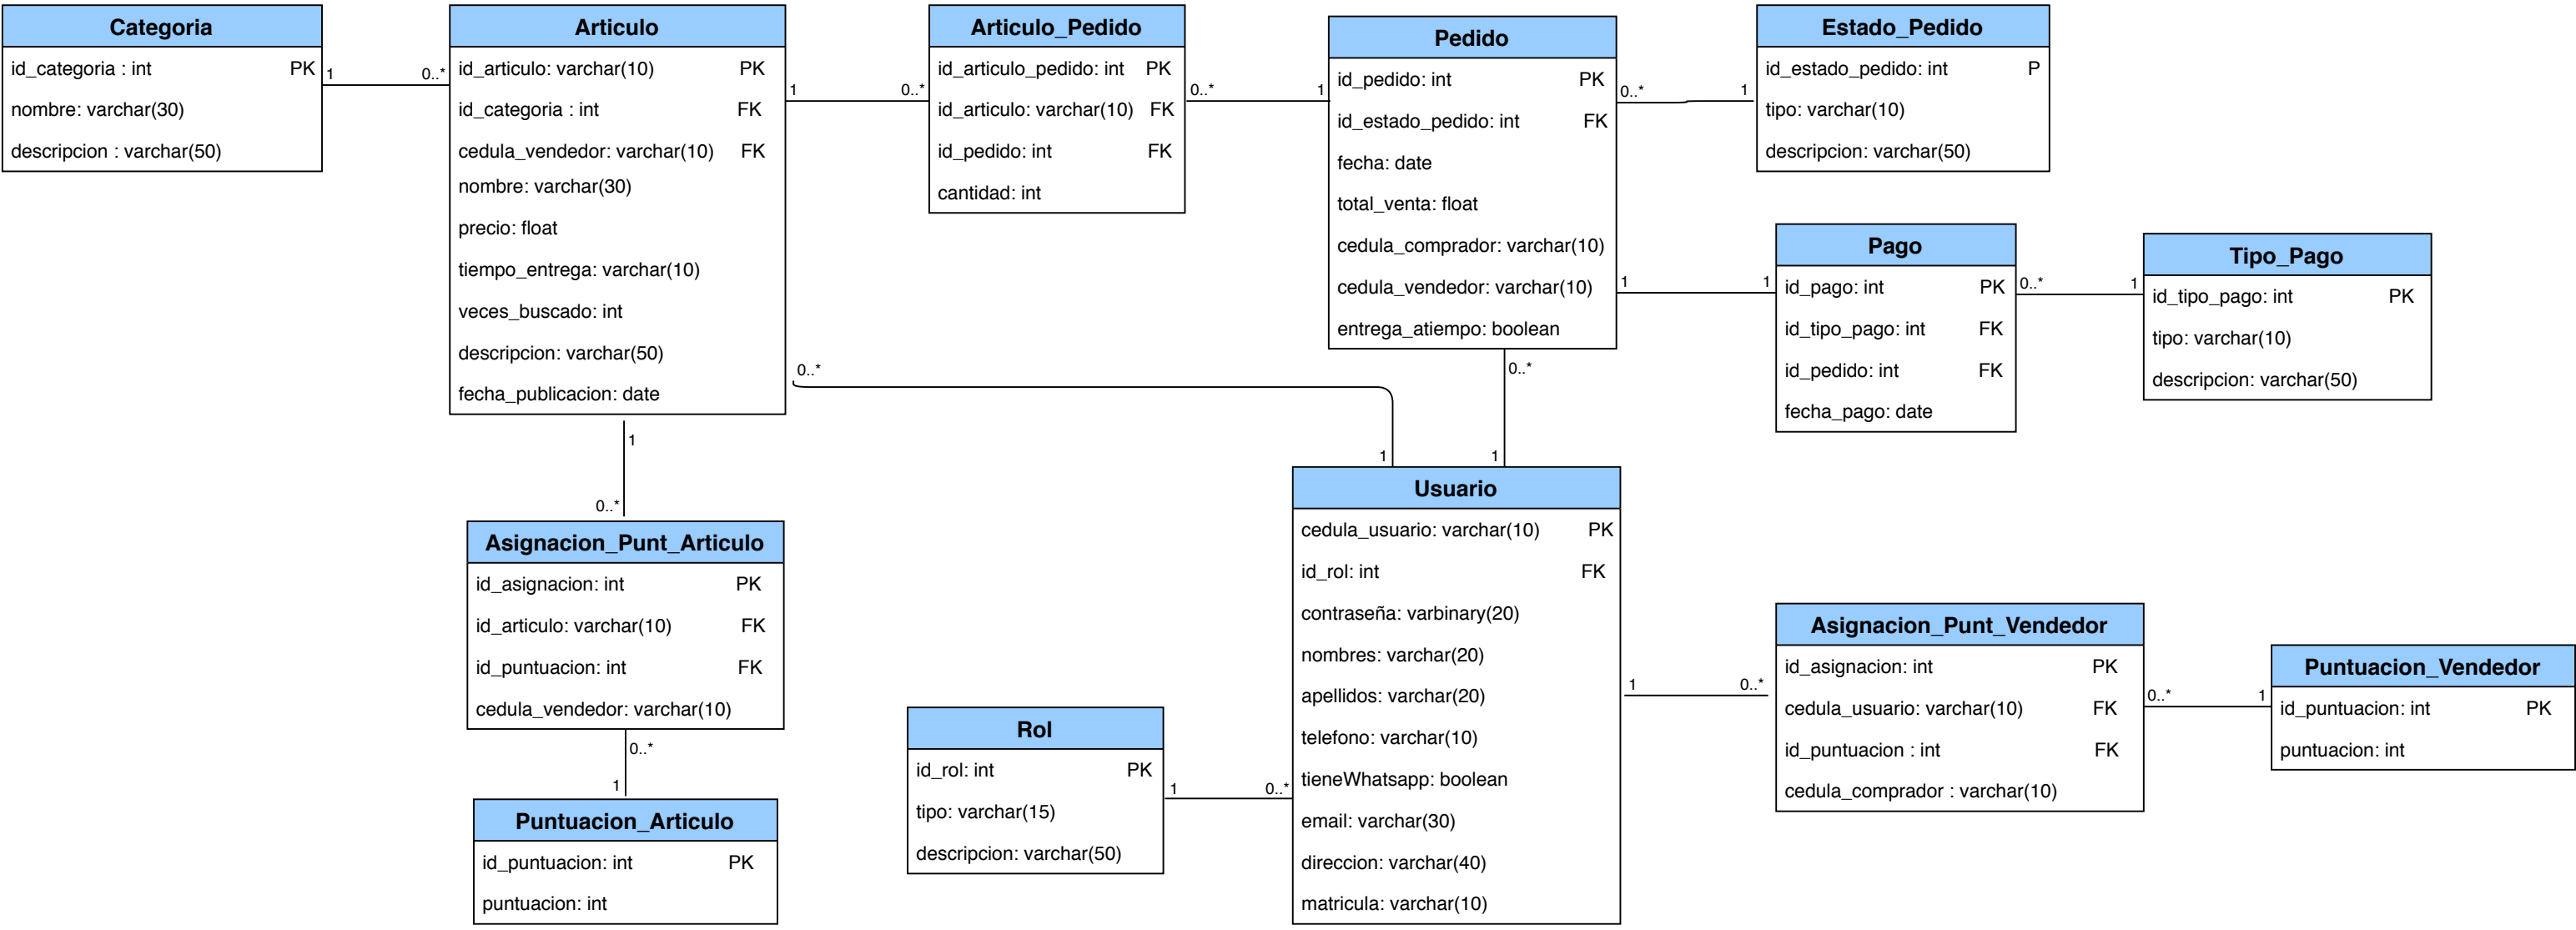 Categoria
id_categoria : int PK
nombre: varchar(30)
descripcion : varchar(50)
1
0..*
Articulo
id_articulo: varchar(10) PK
id_categoria : int FK
cedula_vendedor: varchar(10) FK
nombre: varchar(30)
precio: float
tiempo_entrega: varchar(10)
veces_buscado: int
descripcion: varchar(50)
fecha_publicacion: date
1
0..*
Articulo_Pedido
id_articulo_pedido: int PK
id_articulo: varchar(10) FK
id_pedido: int FK
cantidad: int
0..*
1
Pedido
id_pedido: int PK
id_estado_pedido: int FK
fecha: date
total_venta: float
cedula_comprador: varchar(10)
cedula_vendedor: varchar(10)
entrega_atiempo: boolean
0..*
1
Estado_Pedido
id_estado_pedido: int P
tipo: varchar(10)
descripcion: varchar(50)
1
1
Pago
id_pago: int PK
id_tipo_pago: int FK
id_pedido: int FK
fecha_pago: date
0..*
1
Tipo_Pago
id_tipo_pago: int PK
tipo: varchar(10)
descripcion: varchar(50)
0..*
1
0..*
1
1
0..*
Asignacion_Punt_Articulo
id_asignacion: int PK
id_articulo: varchar(10) FK
id_puntuacion: int FK
cedula_vendedor: varchar(10)
0..*
1
Puntuacion_Articulo
id_puntuacion: int PK
puntuacion: int
Rol
id_rol: int PK
tipo: varchar(15)
descripcion: varchar(50)
1
0..*
Usuario
cedula_usuario: varchar(10) PK
id_rol: int FK
contraseña: varbinary(20)
nombres: varchar(20)
apellidos: varchar(20)
telefono: varchar(10)
tieneWhatsapp: boolean
email: varchar(30)
direccion: varchar(40)
matricula: varchar(10)
1
0..*
Asignacion_Punt_Vendedor
id_asignacion: int PK
cedula_usuario: varchar(10) FK
id_puntuacion : int FK
cedula_comprador : varchar(10)
0..*
1
Puntuacion_Vendedor
id_puntuacion: int PK
puntuacion: int